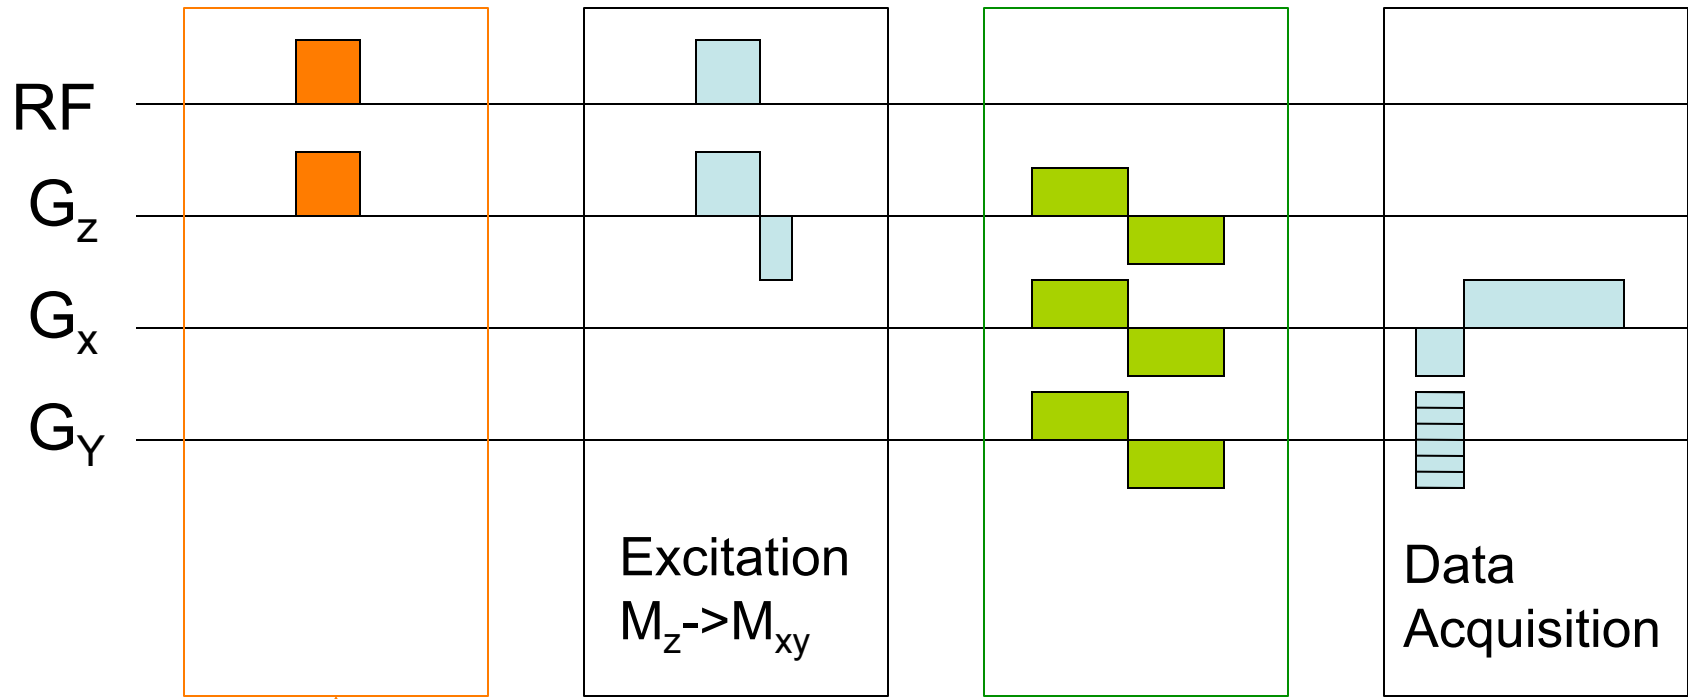 RF
Gz
Gx
GY
Excitation
Mz->Mxy
Data
Acquisition